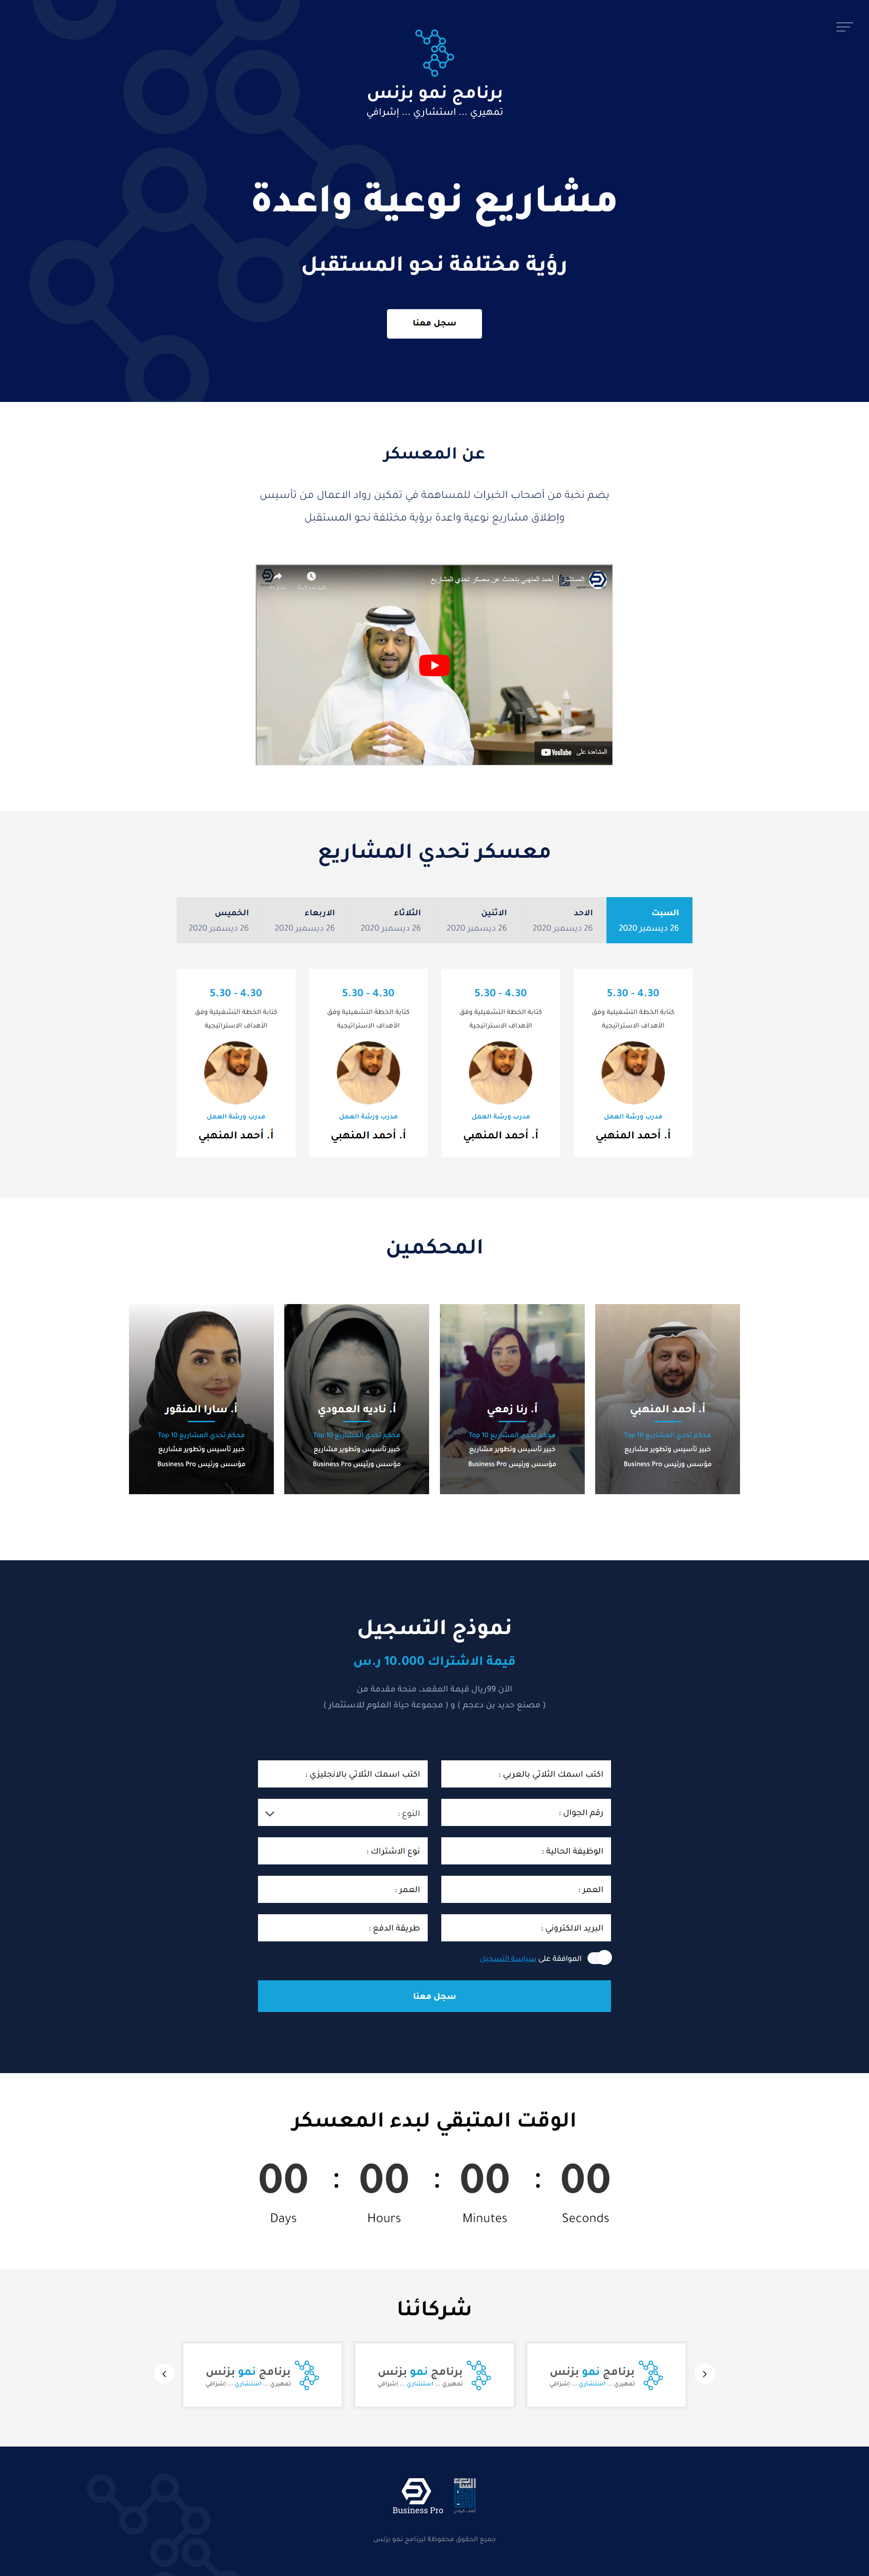 برنامج نمو بزنس
تمهيري ... استشاري ... إشرافي
مشاريع نوعية واعدة
رؤية مختلفة نحو المستقبل
سجل معنا
عن المعسكر
يضم نخبة من أصحاب الخبرات للمساهمة في تمكين رواد الاعمال من تأسيس
وإطلاق مشاريع نوعية واعدة برؤية مختلفة نحو المستقبل
المستشار | أحمد المنهبي يتحدث عن معسكر تحدي المشاريع
المشاهدة على YouTube
معسكر تحدي المشاريع
السبت
26 ديسمبر 2020
الاحد
26 ديسمبر 2020
الاثنين
26 ديسمبر 2020
الثلاثاء
26 ديسمبر 2020
الاربعاء
26 ديسمبر 2020
الخميس
26 ديسمبر 2020
4.30 - 5.30
كتابة الخطة التشغيلية وفق
الأهداف الاستراتيجية
مدرب ورشة العمل
أ. أحمد المنهبي
4.30 - 5.30
كتابة الخطة التشغيلية وفق
الأهداف الاستراتيجية
مدرب ورشة العمل
أ. أحمد المنهبي
4.30 - 5.30
كتابة الخطة التشغيلية وفق
الأهداف الاستراتيجية
مدرب ورشة العمل
أ. أحمد المنهبي
4.30 - 5.30
كتابة الخطة التشغيلية وفق
الأهداف الاستراتيجية
مدرب ورشة العمل
أ. أحمد المنهبي
المحكمين
أ. أحمد المنهبي
محكم تحدي المشاريع Top 10
خبير تأسيس وتطوير مشاريع
مؤسس ورئيس Business Pro
أ. رنا زمعي
محكم تحدي المشاريع Top 10
خبير تأسيس وتطوير مشاريع
مؤسس ورئيس Business Pro
أ. ناديه العمودي
محكم تحدي المشاريع Top 10
خبير تأسيس وتطوير مشاريع
مؤسس ورئيس Business Pro
أ. سارا المنقور
محكم تحدي المشاريع Top 10
خبير تأسيس وتطوير مشاريع
مؤسس ورئيس Business Pro
نموذج التسجيل
قيمة الاشتراك 10.000 ر.س
الآن 99ريال قيمة المقعد، منحة مقدمة من
( مصنع حديد بن دعجم ) و ( مجموعة حياة العلوم للاستثمار )
اكتب اسمك الثلاثي بالعربي :
اكتب اسمك الثلاثي بالانجليزي :
رقم الجوال :
النوع :
الوظيفة الحالية :
نوع الاشتراك :
العمر :
العمر :
البريد الالكتروني :
طريقة الدفع :
الموافقة على سياسة التسجيل
سجل معنا
الوقت المتبقي لبدء المعسكر
00 : 00 : 00 : 00
Days Hours Minutes Seconds
شركائنا
برنامج نمو بزنس
تمهيري ... استشاري ... إشرافي
برنامج نمو بزنس
تمهيري ... استشاري ... إشرافي
برنامج نمو بزنس
تمهيري ... استشاري ... إشرافي
Business Pro
جميع الحقوق محفوظة لبرنامج نمو بزنس